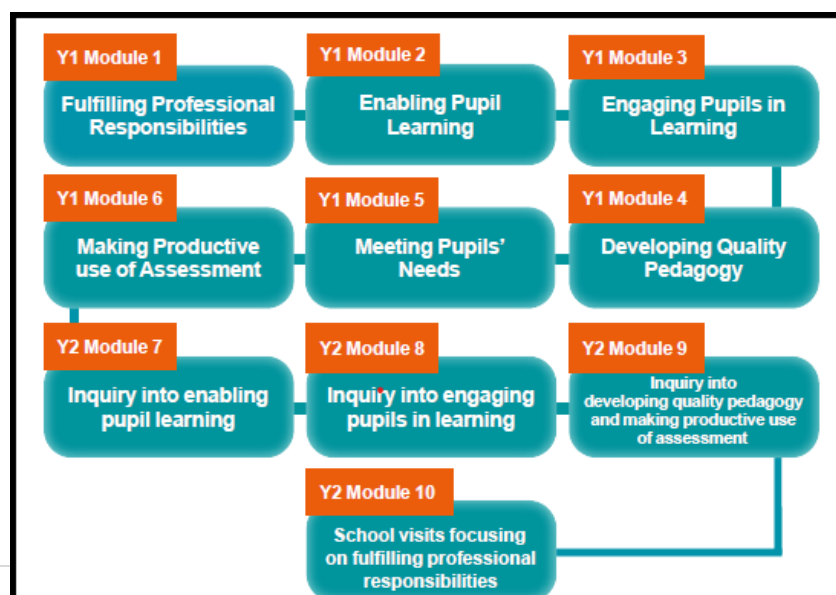 Y1 Module 1
Fulfilling Professional
Responsibilities
Y1 Module 2
Enabling Pupil
Learning
Y1 Module 3
Engaging Pupils in
Learning
Y1 Module 6
Making Productive
use of Assessment
Y1 Module 5
Meeting Pupils'
Needs
Y1 Module 4
Developing Quality
Pedagogy
Y2 Module 7
Inquiry into enabling
pupil learning
Y2 Module 8
Inquiry into engaging
pupils in learning
Y2 Module 9
Inquiry into
developing quality pedagogy
and making productive use
of assessment
Y2 Module 10
School visits focusing
on fulfilling professional
responsibilities